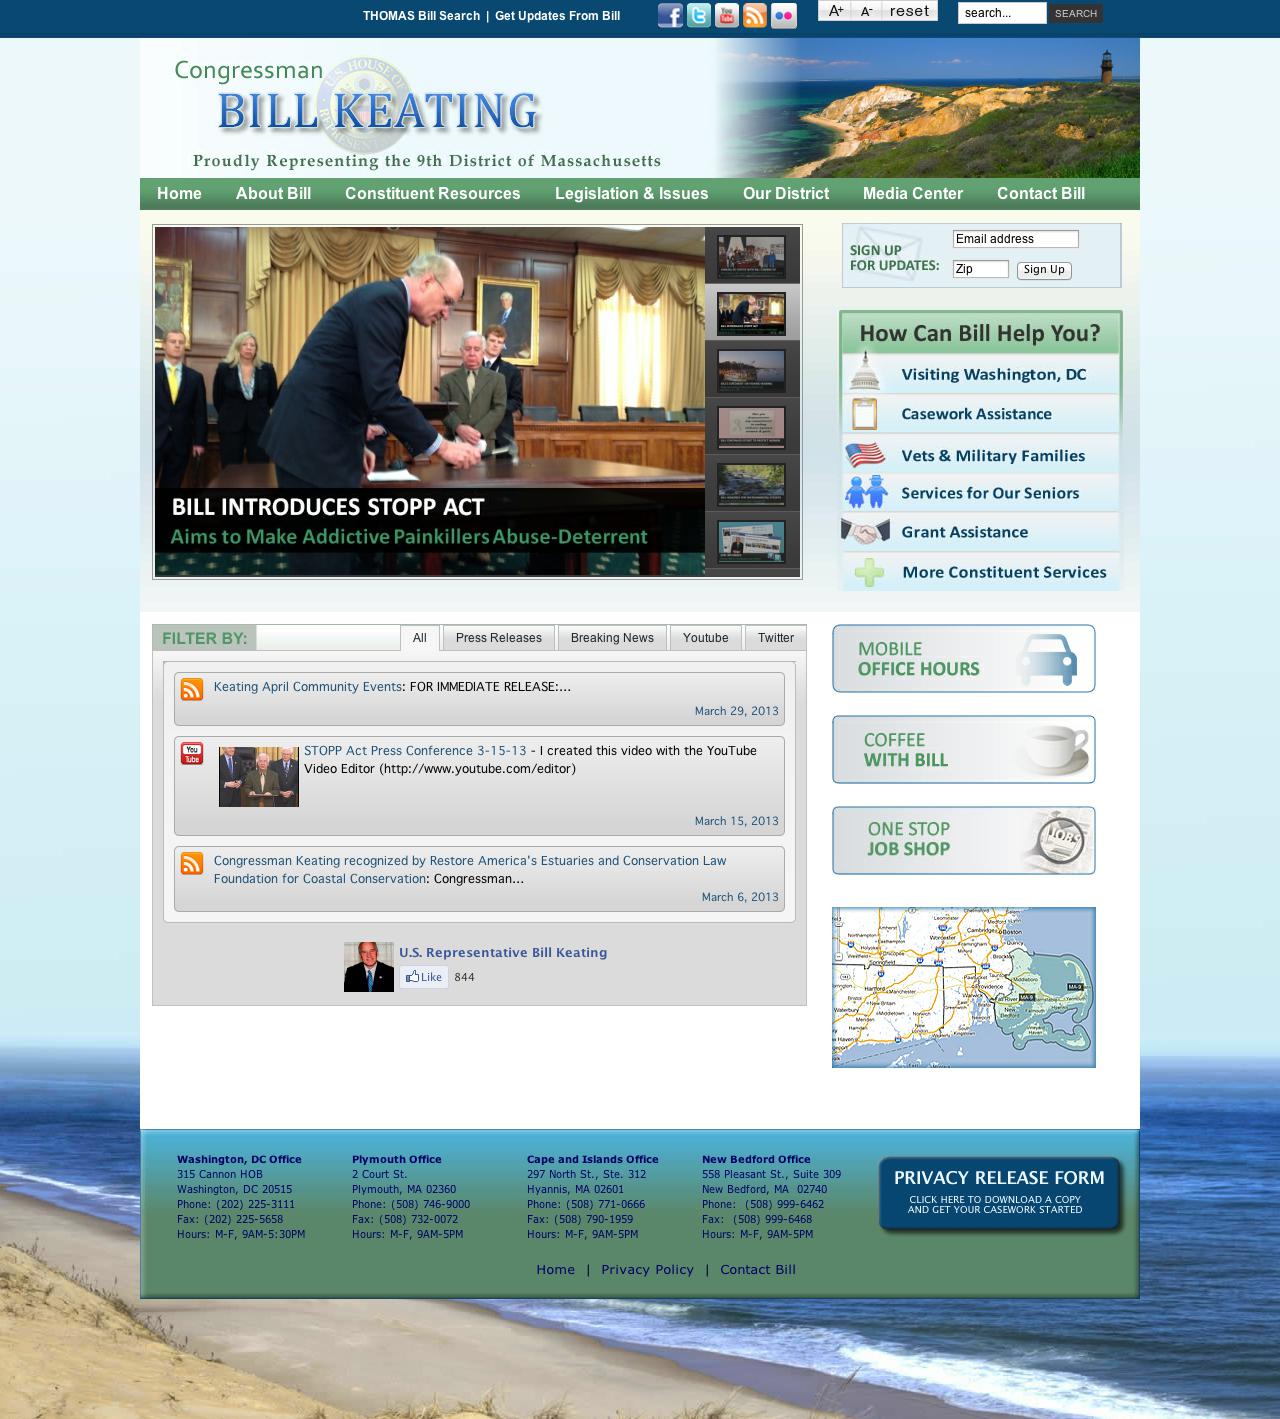 THOMAS Bill Search | Get Updates From Bill
A+ A- reset
search...
SEARCH
Congressman
BILL KEATING
Proudly Representing the 9th District of Massachusetts
Home About Bill Constituent Resources Legislation & Issues Our District Media Center Contact Bill
BILL INTRODUCES STOPP ACT
Aims to Make Addictive Painkillers Abuse-Deterrent
SIGN UP
FOR UPDATES:
Email address
Zip
Sign Up
How Can Bill Help You?
Visiting Washington, DC
Casework Assistance
Vets & Military Families
Services for Our Seniors
Grant Assistance
More Constituent Services
FILTER BY:
All Press Releases Breaking News Youtube Twitter
Keating April Community Events: FOR IMMEDIATE RELEASE:...
March 29, 2013
You
Tube
STOPP Act Press Conference 3-15-13 - I created this video with the YouTube
Video Editor (http://www.youtube.com/editor)
March 15, 2013
Congressman Keating recognized by Restore America's Estuaries and Conservation Law
Foundation for Coastal Conservation: Congressman...
March 6, 2013
U.S. Representative Bill Keating
Like 844
MOBILE
OFFICE HOURS
COFFEE
WITH BILL
ONE STOP
JOB SHOP
JOBS
Worcester
Boston
Springfield
Hartford
Providence
Brockton
MA-9
MA-9
Washington, DC Office
315 Cannon HOB
Washington, DC 20515
Phone: (202) 225-3111
Fax: (202) 225-5658
Hours: M-F, 9AM-5:30PM
Plymouth Office
2 Court St.
Plymouth, MA 02360
Phone: (508) 746-9000
Fax: (508) 732-0072
Hours: M-F, 9AM-5PM
Cape and Islands Office
297 North St., Ste. 312
Hyannis, MA 02601
Phone: (508) 771-0666
Fax: (508) 790-1959
Hours: M-F, 9AM-5PM
New Bedford Office
558 Pleasant St., Suite 309
New Bedford, MA 02740
Phone: (508) 999-6462
Fax: (508) 999-6468
Hours: M-F, 9AM-5PM
PRIVACY RELEASE FORM
CLICK HERE TO DOWNLOAD A COPY
AND GET YOUR CASEWORK STARTED
Home | Privacy Policy | Contact Bill